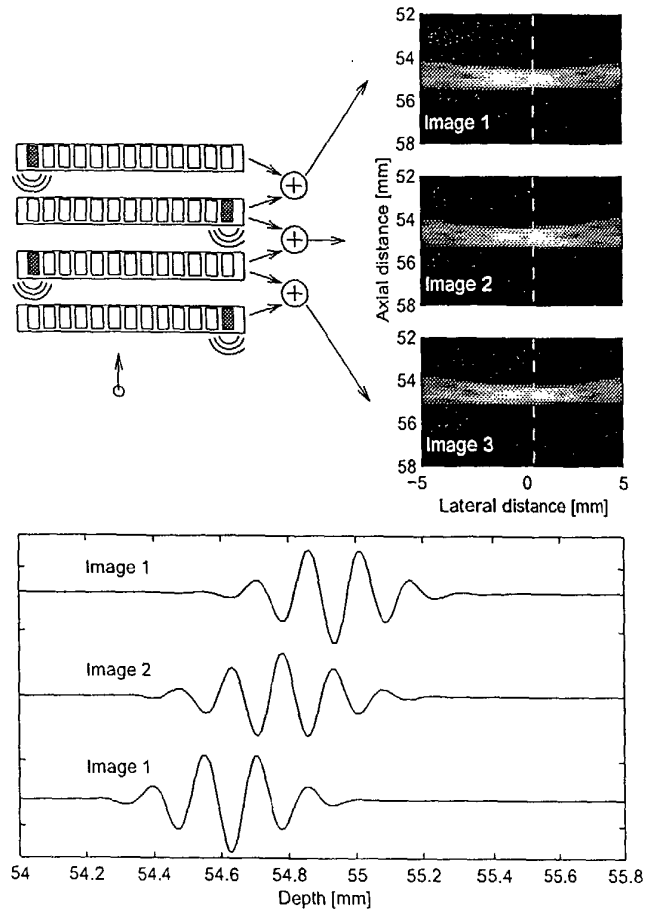 52
54
56
58
Image 1
52
54
56
58
Image 2
52
54
56
58
Image 3
Axial distance [mm]
-5
0
5
Lateral distance [mm]
Image 1
Image 2
Image 1
54
54.2
54.4
54.6
54.8
55
55.2
55.4
55.6
55.8
Depth [mm]